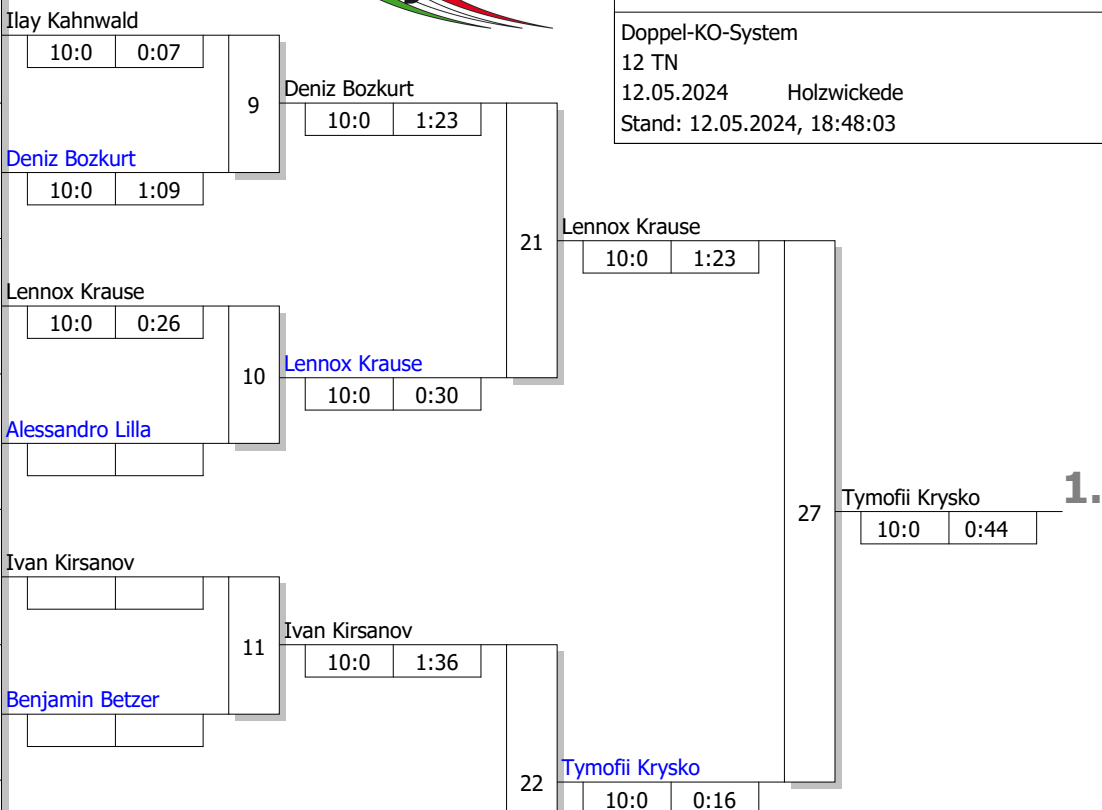 Ilay Kahnwald
10:0 0:07
Doppel-KO-System
12 TN
12.05.2024 Holzwickede
Stand: 12.05.2024, 18:48:03
9
Deniz Bozkurt
10:0 1:23
Deniz Bozkurt
10:0 1:09
21
Lennox Krause
10:0 1:23
Lennox Krause
10:0 0:26
10
Lennox Krause
10:0 0:30
Alessandro Lilla
27
Tymofii Krysko
1.
10:0 0:44
Ivan Kirsanov
11
Ivan Kirsanov
10:0 1:36
Benjamin Betzer
22
Tymofii Krysko
10:0 0:16